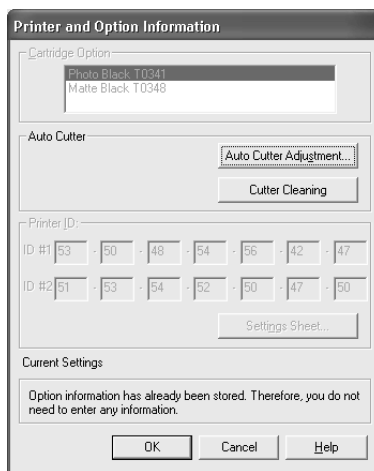 Printer and Option Information
Cartridge Option
Photo Black T0341
Matte Black T0348
Auto Cutter
Auto Cutter Adjustment...
Cutter Cleaning
Printer ID:
ID #1 53 - 50 - 48 - 54 - 56 - 42 - 47
ID #2 51 - 53 - 54 - 52 - 50 - 47 - 50
Settings Sheet...
Current Settings
Option information has already been stored. Therefore, you do not
need to enter any information.
OK Cancel Help